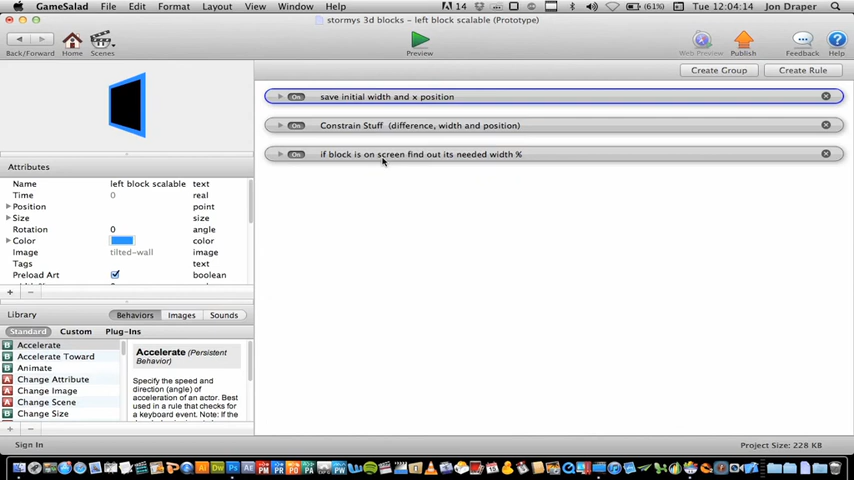 GameSalad File Edit Format Layout View Window Help 14 (61%) Tue 12:04:14 Jon Draper
stormys 3d blocks – left block scalable (Prototype)
Back/Forward Home Scenes Preview Web Preview Publish Feedback Help
Create Group Create Rule
On save initial width and x position
On Constrain Stuff (difference, width and position)
On if block is on screen find out its needed width %
Attributes
Name left block scalable text
Time 0 real
Position point
Size size
Rotation 0 angle
Color color
Image tilted-wall image
Tags text
Preload Art boolean
Library Behaviors Images Sounds
Standard Custom Plug-Ins
B Accelerate
B Accelerate Toward
B Animate
A Change Attribute
A Change Image
A Change Scene
B Change Size
Accelerate (Persistent
Behavior)
Specify the speed and
direction (angle) of
acceleration of an actor. Best
used in a rule that checks for
a keyboard event. Note: If the
Sign In Project Size: 228 KB